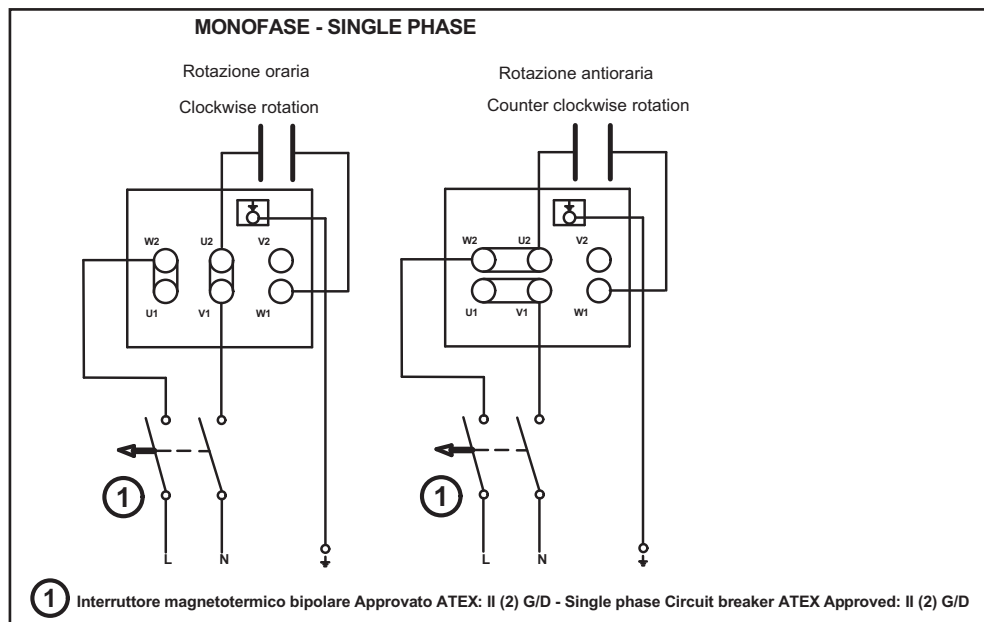 MONOFASE - SINGLE PHASE
Rotazione oraria
Clockwise rotation
Rotazione antioraria
Counter clockwise rotation
W2 U2 V2
U1 V1 W1
W2 U2 V2
U1 V1 W1
1
1
L N
L N
1 Interruttore magnetotermico bipolare Approvato ATEX: II (2) G/D - Single phase Circuit breaker ATEX Approved: II (2) G/D